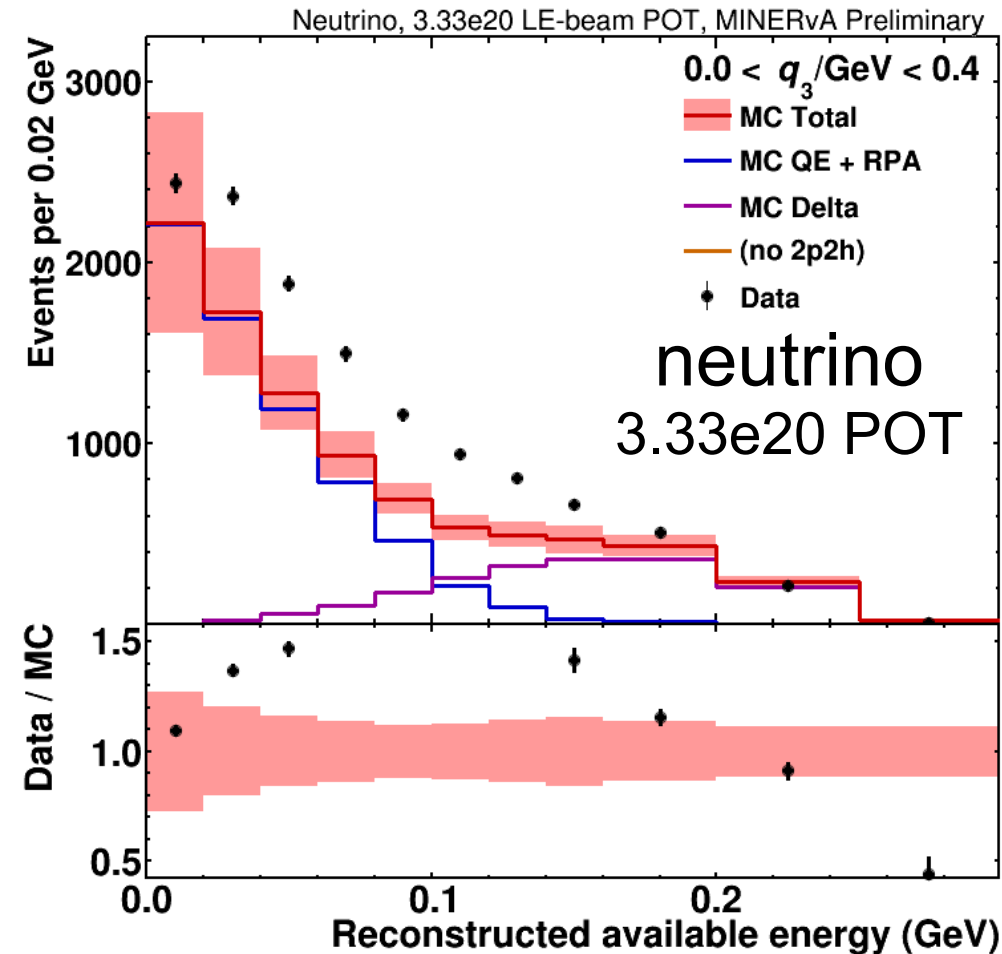 Neutrino, 3.33e20 LE-beam POT, MINERvA Preliminary
Events per 0.02 GeV
3000
2000
1000
0.0 < q3/GeV < 0.4
MC Total
MC QE + RPA
MC Delta
(no 2p2h)
Data
neutrino
3.33e20 POT
Data / MC
1.5
1.0
0.5
0.0 0.1 0.2
Reconstructed available energy (GeV)